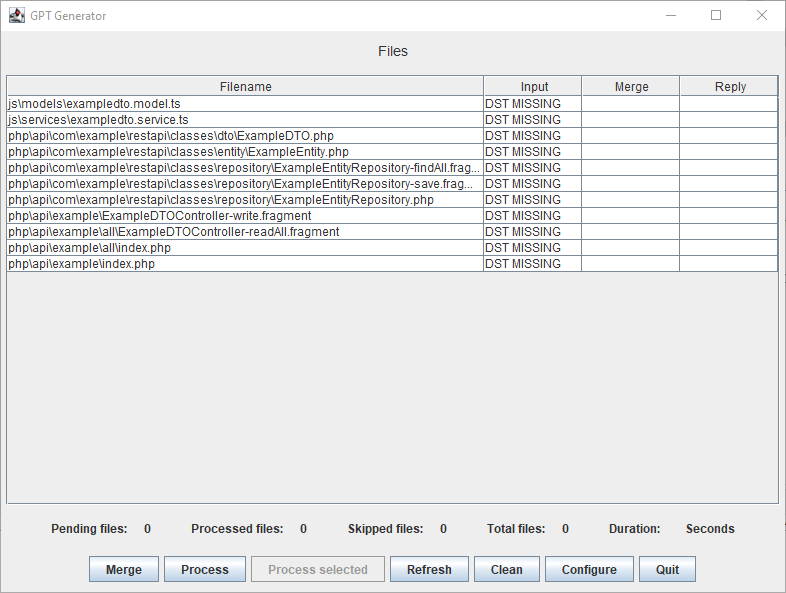 GPT Generator
Files
Filename Input Merge Reply
js\models\exampledto.model.ts DST MISSING
js\services\exampledto.service.ts DST MISSING
php\api\com\example\restapi\classes\dto\ExampleDTO.php DST MISSING
php\api\com\example\restapi\classes\entity\ExampleEntity.php DST MISSING
php\api\com\example\restapi\classes\repository\ExampleEntityRepository-findAll.frag... DST MISSING
php\api\com\example\restapi\classes\repository\ExampleEntityRepository-save.frag... DST MISSING
php\api\com\example\restapi\classes\repository\ExampleEntityRepository.php DST MISSING
php\api\example\ExampleDTOController-write.fragment DST MISSING
php\api\example\all\ExampleDTOController-readAll.fragment DST MISSING
php\api\example\all\index.php DST MISSING
php\api\example\index.php DST MISSING
Pending files: 0 Processed files: 0 Skipped files: 0 Total files: 0 Duration: Seconds
Merge Process Process selected Refresh Clean Configure Quit